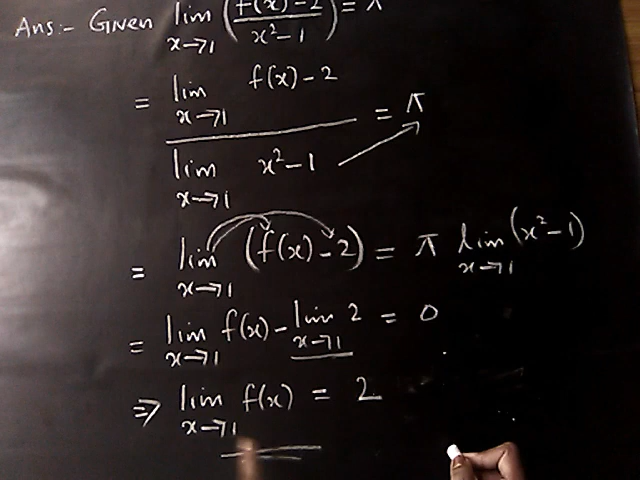 Ans:- Given lim x→1 (f(x)-2 / x²-1) = π
= lim x→1 f(x)-2 / lim x→1 x²-1 = π
= lim x→1 (f(x)-2) = π lim x→1 (x²-1)
= lim x→1 f(x) - lim x→1 2 = 0
⇒ lim x→1 f(x) = 2